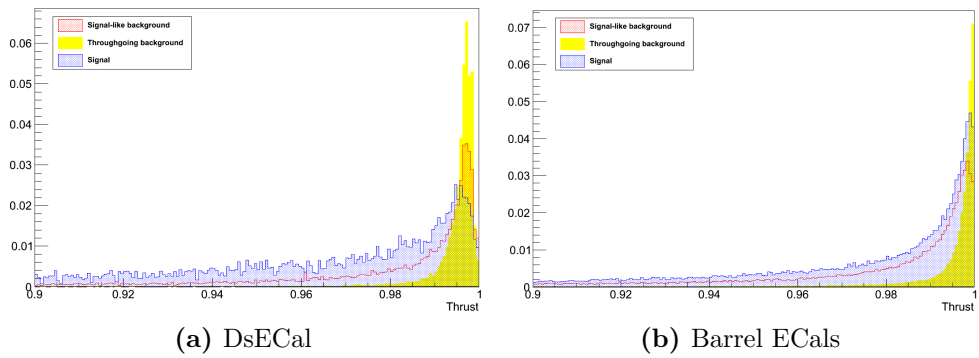 0.06
0.05
0.04
0.03
0.02
0.01
0
0.9
0.92
0.94
0.96
0.98
1
Thrust
Signal-like background
Throughgoing background
Signal
(a) DsECal
0.07
0.06
0.05
0.04
0.03
0.02
0.01
0
0.9
0.92
0.94
0.96
0.98
1
Thrust
Signal-like background
Throughgoing background
Signal
(b) Barrel ECals